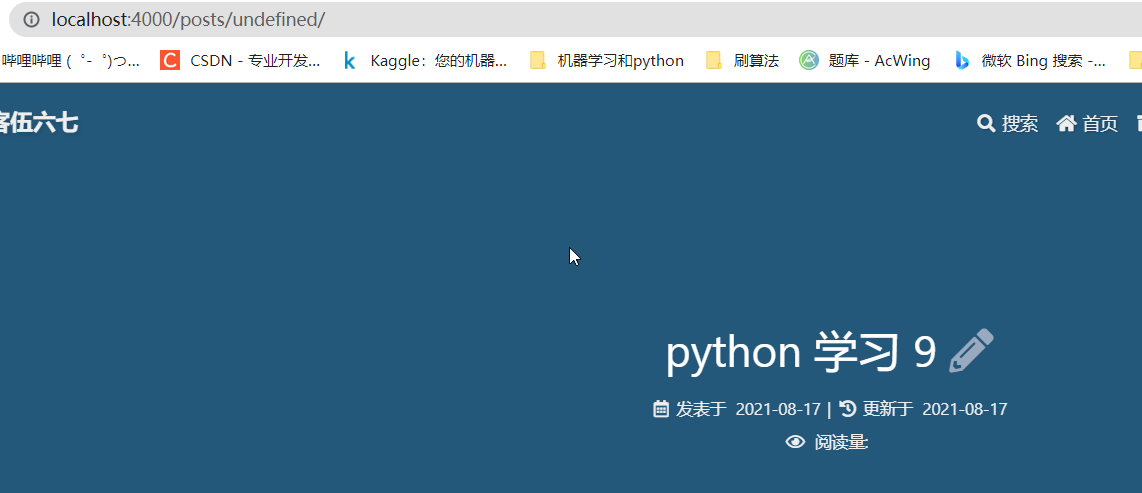 localhost:4000/posts/undefined/
哔哩哔哩 (゜-゜)つ... CSDN - 专业开发... Kaggle：您的机器... 机器学习和python 刷算法 题库 - AcWing 微软 Bing 搜索 -...
客伍六七 搜索 首页
python 学习 9
发表于 2021-08-17 | 更新于 2021-08-17
阅读量: